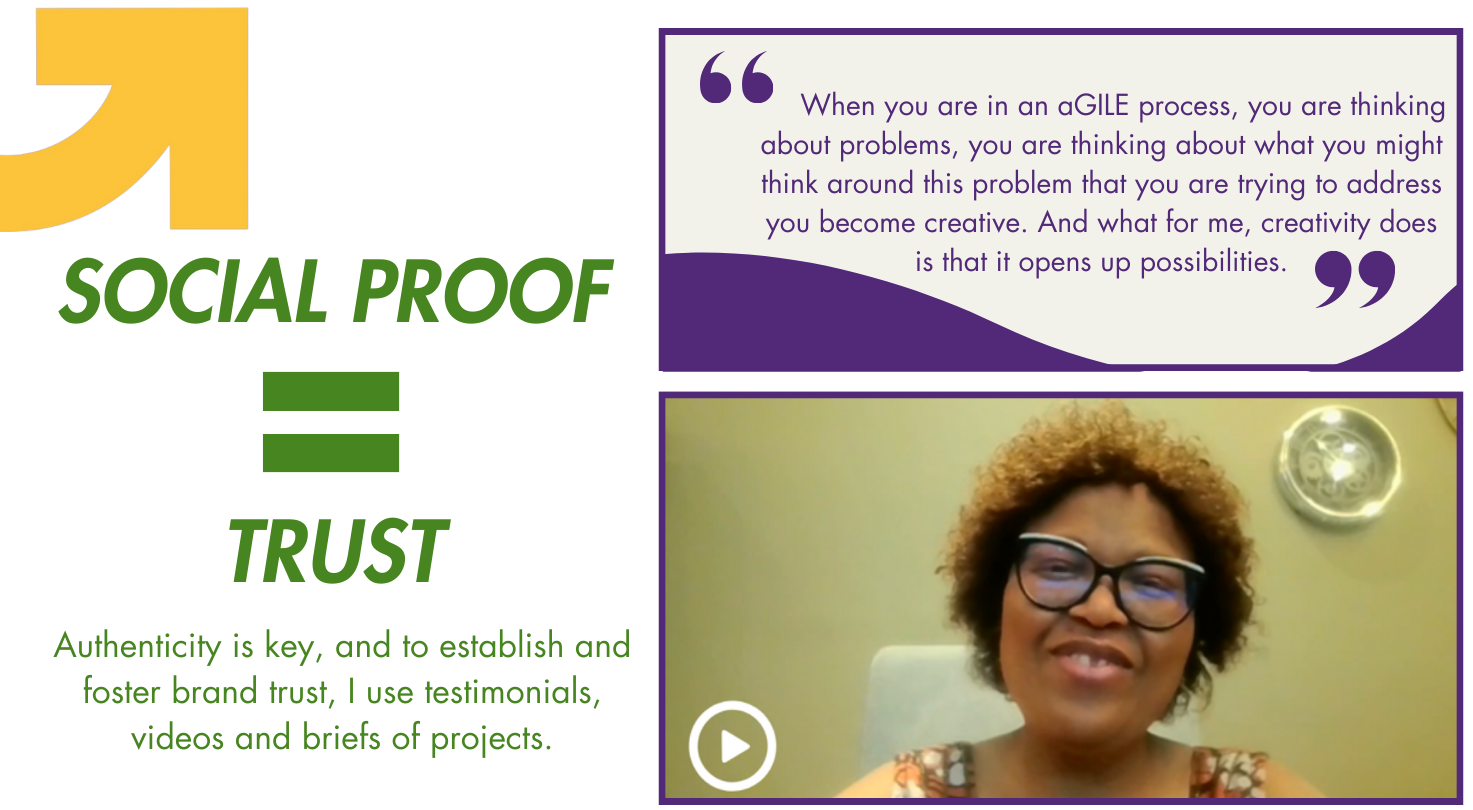 SOCIAL PROOF
=
TRUST
Authenticity is key, and to establish and
foster brand trust, I use testimonials,
videos and briefs of projects.
“ When you are in an aGILE process, you are thinking
about problems, you are thinking about what you might
think around this problem that you are trying to address
you become creative. And what for me, creativity does
is that it opens up possibilities. ”